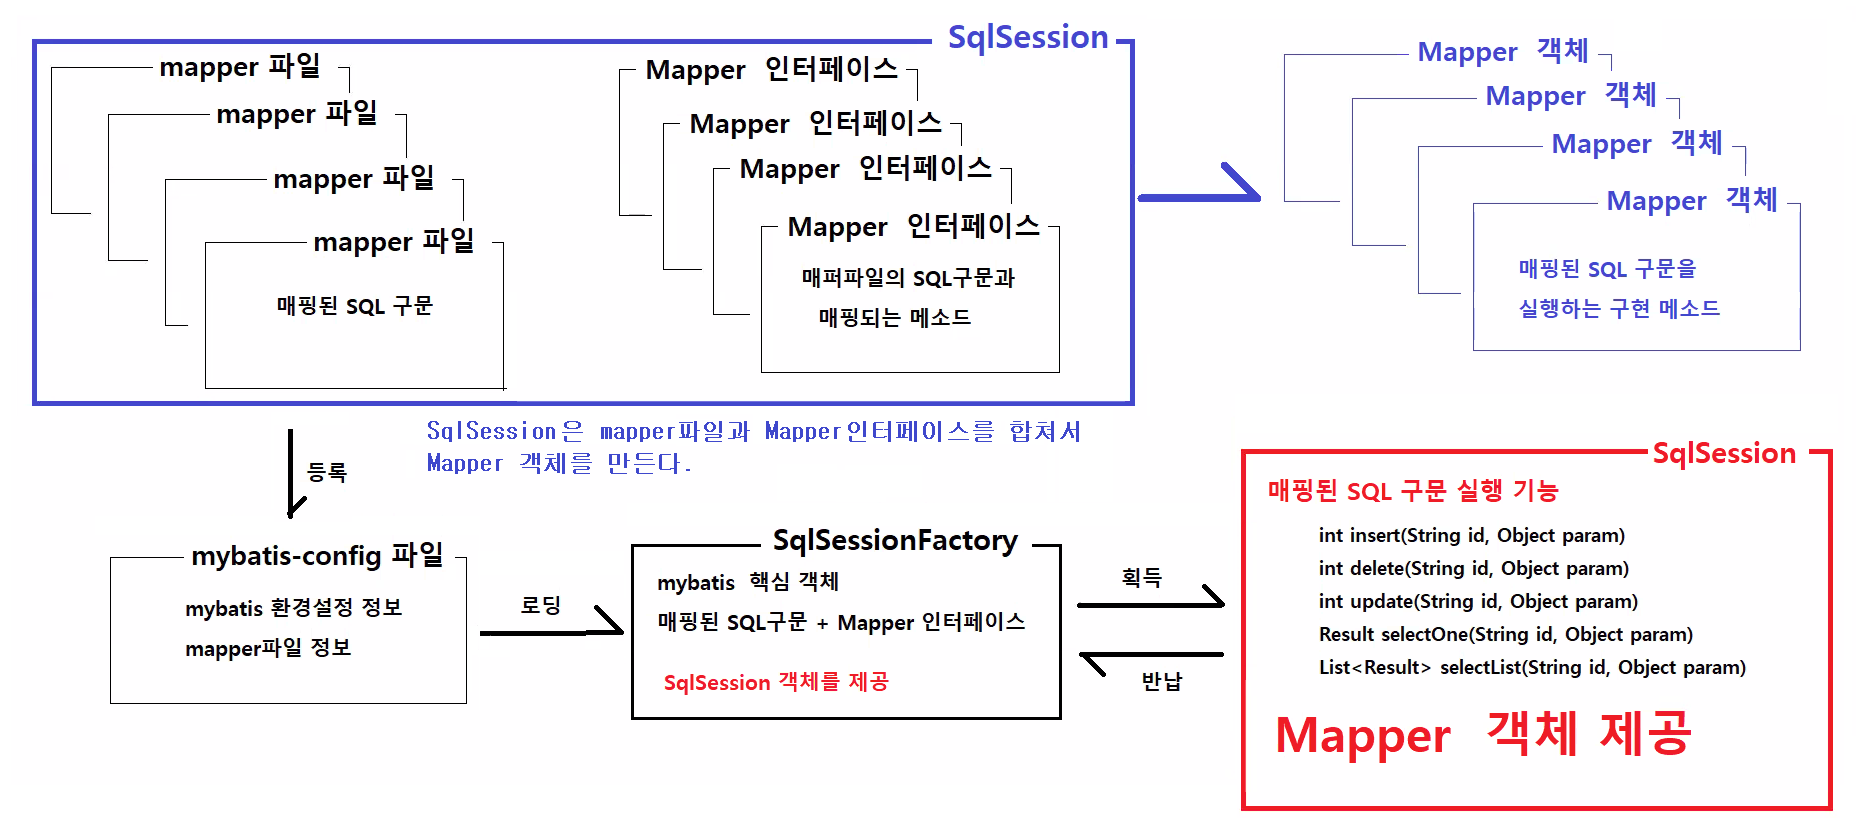 SqlSession
mapper 파일
mapper 파일
mapper 파일
mapper 파일
매핑된 SQL 구문
Mapper 인터페이스
Mapper 인터페이스
Mapper 인터페이스
Mapper 인터페이스
매퍼파일의 SQL구문과
매핑되는 메소드
Mapper 객체
Mapper 객체
Mapper 객체
Mapper 객체
매핑된 SQL 구문을
실행하는 구현 메소드
SqlSession은 mapper파일과 Mapper인터페이스를 합쳐서
Mapper 객체를 만든다.
등록
mybatis-config 파일
mybatis 환경설정 정보
mapper파일 정보
로딩
SqlSessionFactory
mybatis 핵심 객체
매핑된 SQL구문 + Mapper 인터페이스
SqlSession 객체를 제공
획득
반납
SqlSession
매핑된 SQL 구문 실행 기능
int insert(String id, Object param)
int delete(String id, Object param)
int update(String id, Object param)
Result selectOne(String id, Object param)
List<Result> selectList(String id, Object param)
Mapper 객체 제공